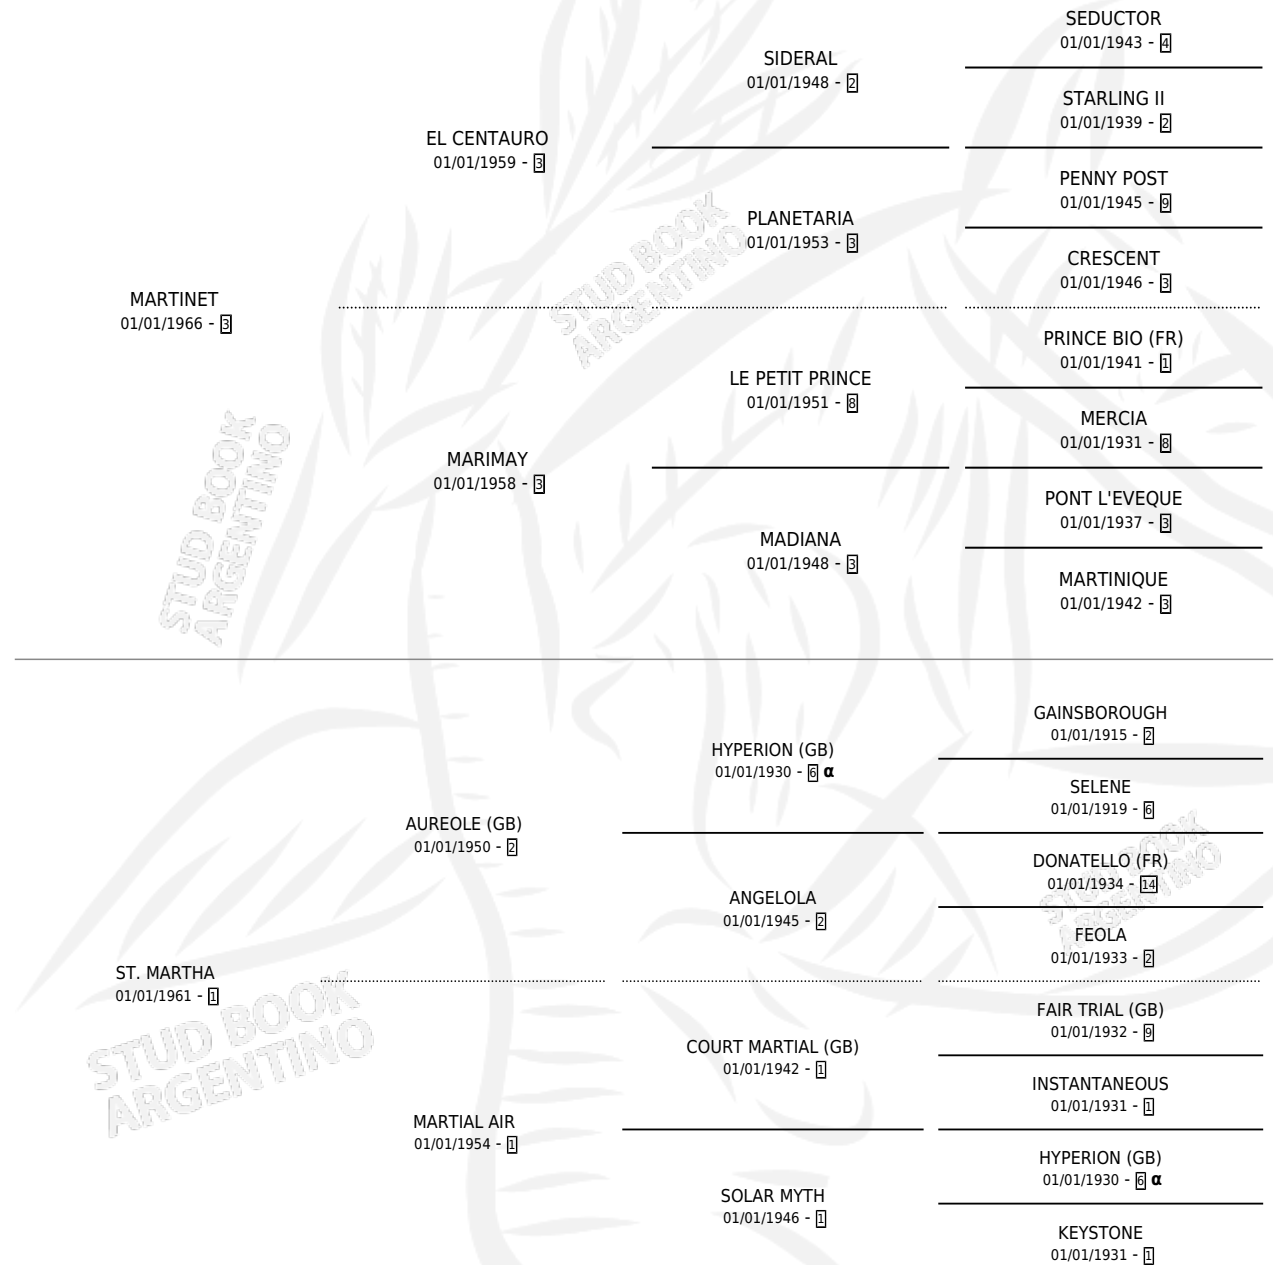 SEDUCTOR
01/01/1943 - 4
SIDERAL
01/01/1948 - 2
STARLING II
01/01/1939 - 2
EL CENTAURO
01/01/1959 - 3
PENNY POST
01/01/1945 - 9
PLANETARIA
01/01/1953 - 3
CRESCENT
01/01/1946 - 3
MARTINET
01/01/1966 - 3
PRINCE BIO (FR)
01/01/1941 - 1
LE PETIT PRINCE
01/01/1951 - 8
MERCIA
01/01/1931 - 8
MARIMAY
01/01/1958 - 3
PONT L'EVEQUE
01/01/1937 - 3
MADIANA
01/01/1948 - 3
MARTINIQUE
01/01/1942 - 3
STUD BOOK
ARGENTINO
STUD BOOK
ARGENTINO
GAINSBOROUGH
01/01/1915 - 2
HYPERION (GB)
01/01/1930 - 6 α
SELENE
01/01/1919 - 6
AUREOLE (GB)
01/01/1950 - 2
DONATELLO (FR)
01/01/1934 - 14
ANGELOLA
01/01/1945 - 2
FEOLA
01/01/1933 - 2
STUD BOOK
ARGENTINO
ST. MARTHA
01/01/1961 - 1
FAIR TRIAL (GB)
01/01/1932 - 9
COURT MARTIAL (GB)
01/01/1942 - 1
INSTANTANEOUS
01/01/1931 - 1
MARTIAL AIR
01/01/1954 - 1
HYPERION (GB)
01/01/1930 - 6 α
SOLAR MYTH
01/01/1946 - 1
KEYSTONE
01/01/1931 - 1
STUD BOOK
ARGENTINO